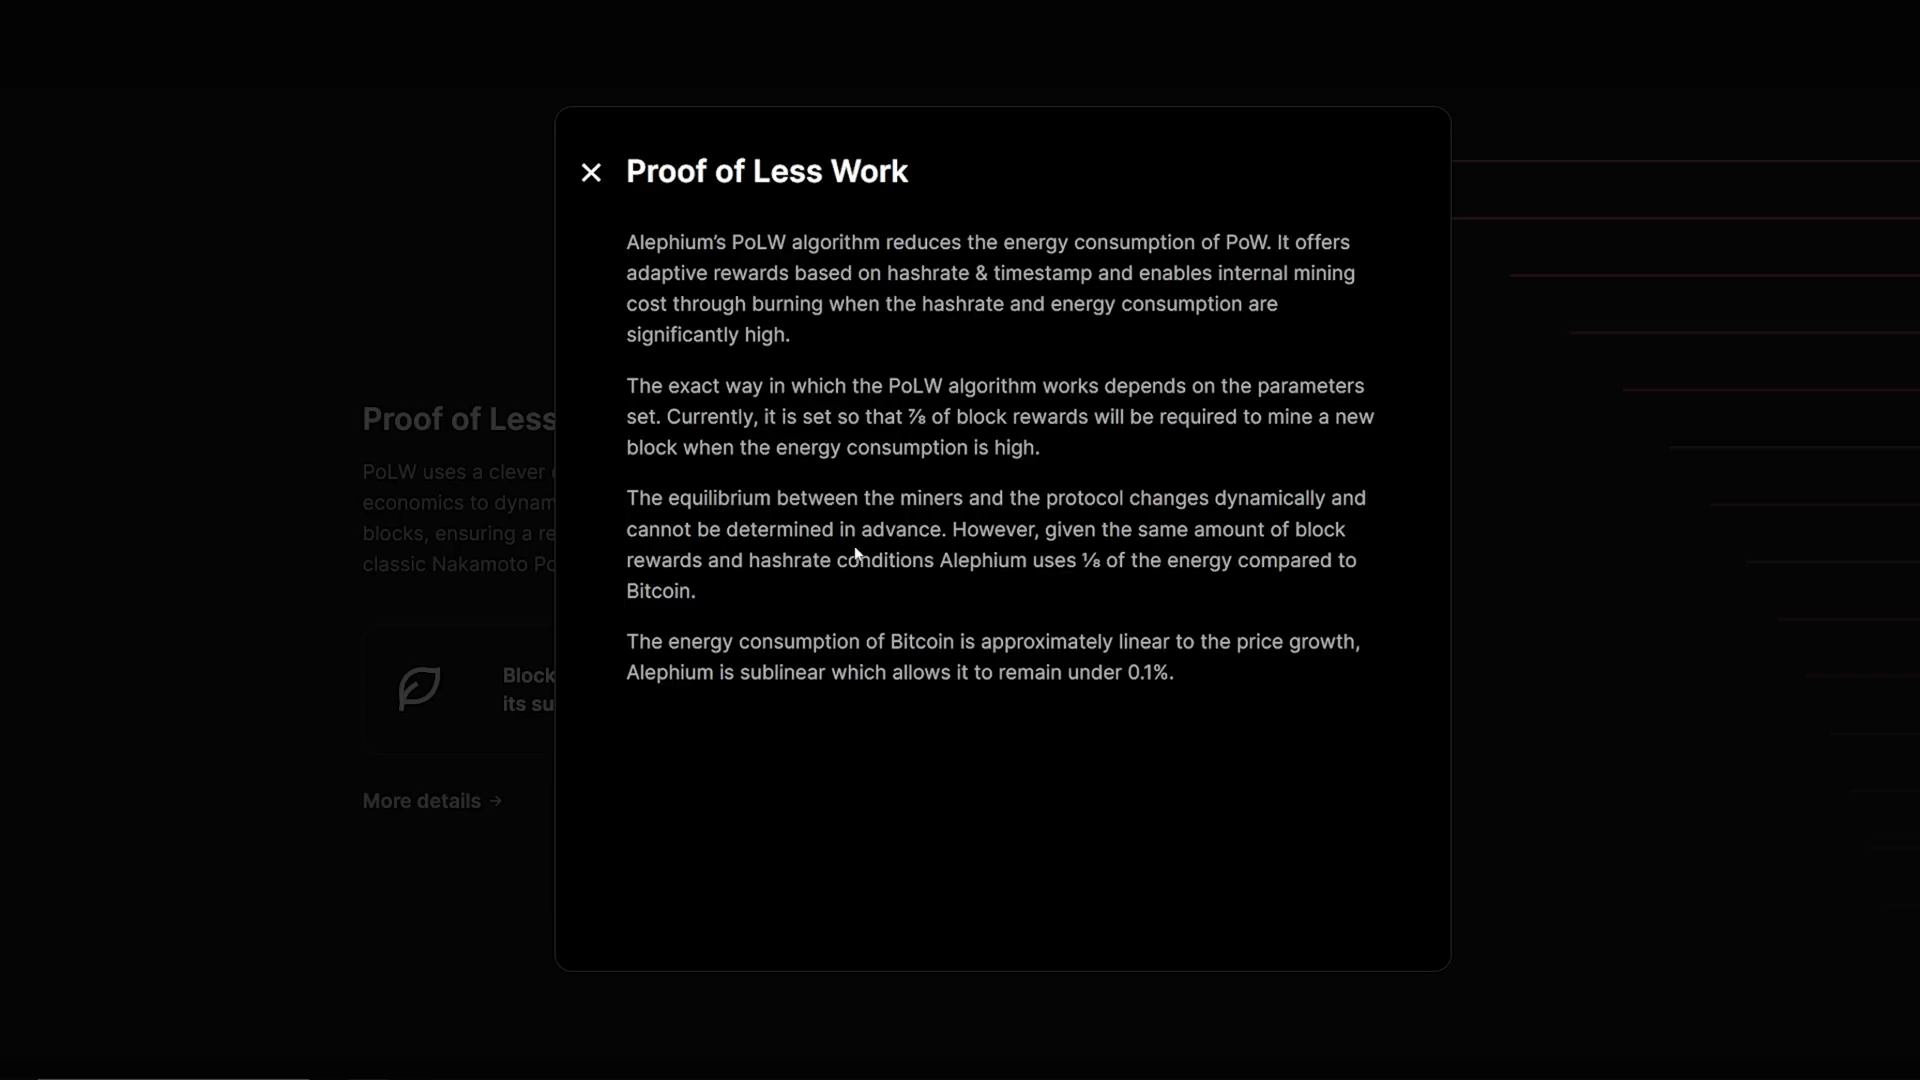 Proof of Less Work
Alephium’s PoLW algorithm reduces the energy consumption of PoW. It offers
adaptive rewards based on hashrate & timestamp and enables internal mining
cost through burning when the hashrate and energy consumption are
significantly high.
The exact way in which the PoLW algorithm works depends on the parameters
set. Currently, it is set so that ⅞ of block rewards will be required to mine a new
block when the energy consumption is high.
The equilibrium between the miners and the protocol changes dynamically and
cannot be determined in advance. However, given the same amount of block
rewards and hashrate conditions Alephium uses ⅛ of the energy compared to
Bitcoin.
The energy consumption of Bitcoin is approximately linear to the price growth,
Alephium is sublinear which allows it to remain under 0.1%.
Proof of Less
PoLW uses a clever
economics to dynam
blocks, ensuring a re
classic Nakamoto Po
Block
its su
More details →